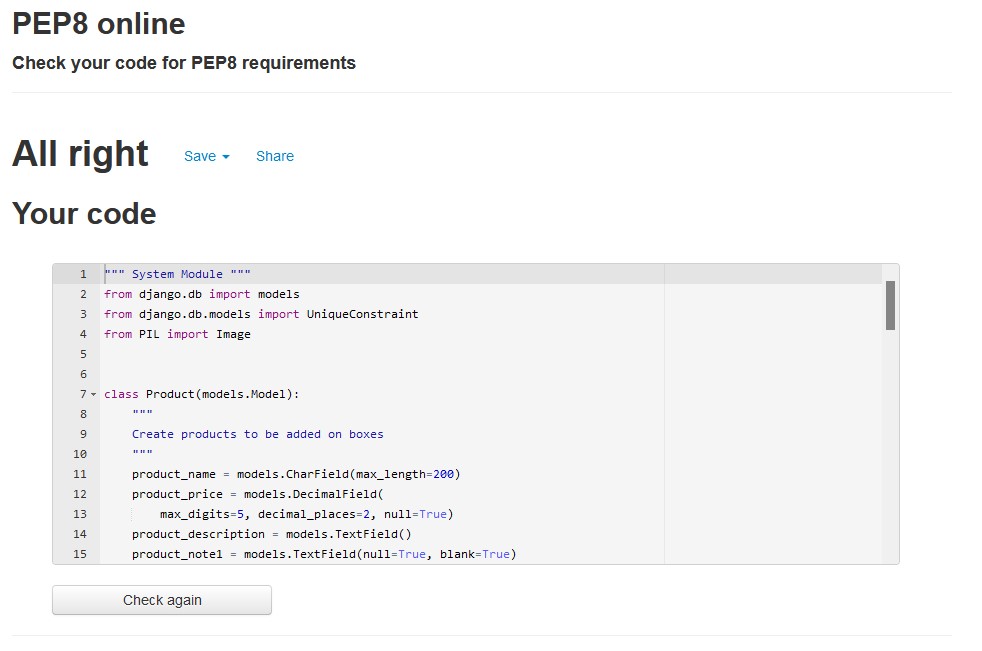 PEP8 online
Check your code for PEP8 requirements
All right Save Share
Your code
1 """ System Module """
2 from django.db import models
3 from django.db.models import UniqueConstraint
4 from PIL import Image
5
6
7 class Product(models.Model):
8 """
9 Create products to be added on boxes
10 """
11 product_name = models.CharField(max_length=200)
12 product_price = models.DecimalField(
13 max_digits=5, decimal_places=2, null=True)
14 product_description = models.TextField()
15 product_note1 = models.TextField(null=True, blank=True)
Check again